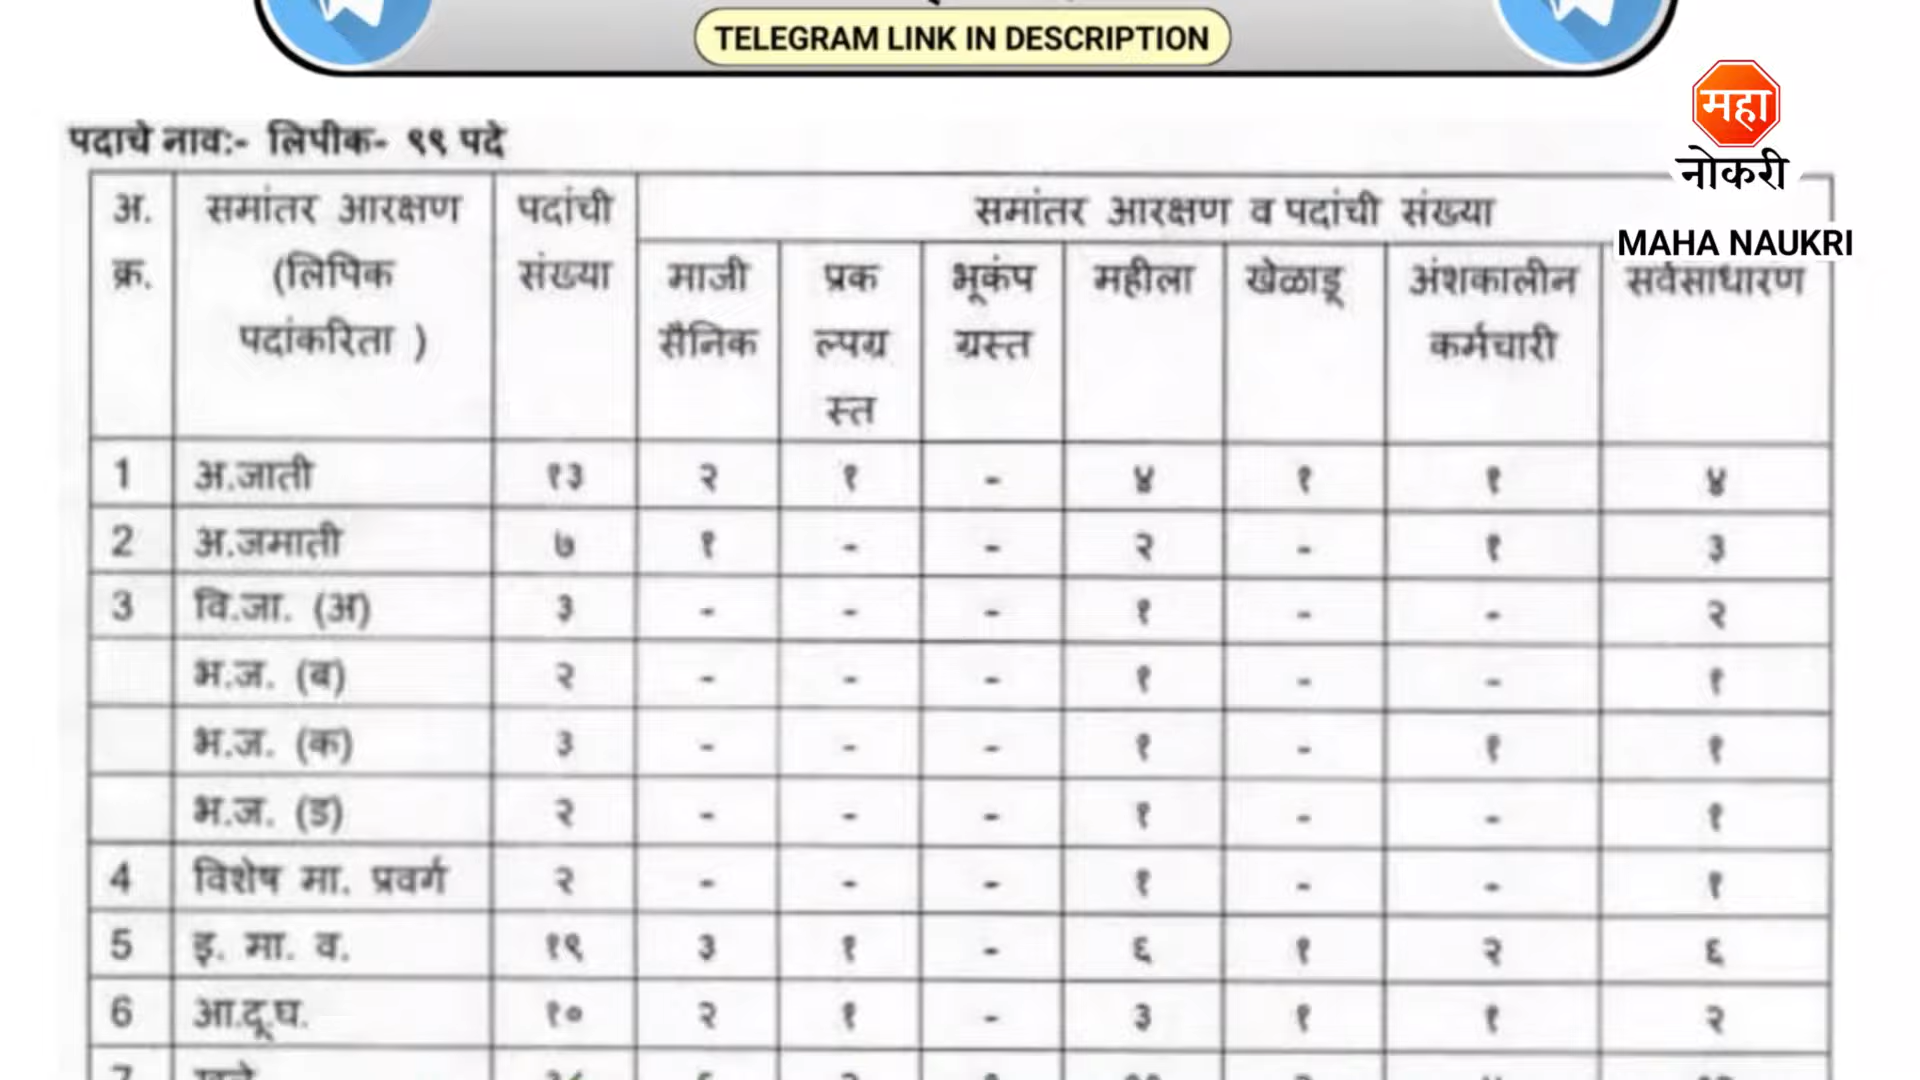 TELEGRAM LINK IN DESCRIPTION
महा
नोकरी
MAHA NAUKRI
पदाचे नाव:- लिपीक- ९९ पदे
अ. क्र. समांतर आरक्षण (लिपिक पदांकरिता ) पदांची संख्या समांतर आरक्षण व पदांची संख्या
माजी सैनिक प्रकल्पग्रस्त भूकंप ग्रस्त महीला खेळाडू अंशकालीन कर्मचारी सर्वसाधारण
1 अ.जाती १३ २ १ - ४ १ १ ४
2 अ.जमाती ७ १ - - २ - १ ३
3 वि.जा. (अ) ३ - - - १ - - २
भ.ज. (ब) २ - - - १ - - १
भ.ज. (क) ३ - - - १ - १ १
भ.ज. (ड) २ - - - १ - - १
4 विशेष मा. प्रवर्ग २ - - - १ - - १
5 इ. मा. व. १९ ३ १ - ६ १ २ ६
6 आ.दू.घ. १० २ १ - ३ १ १ २